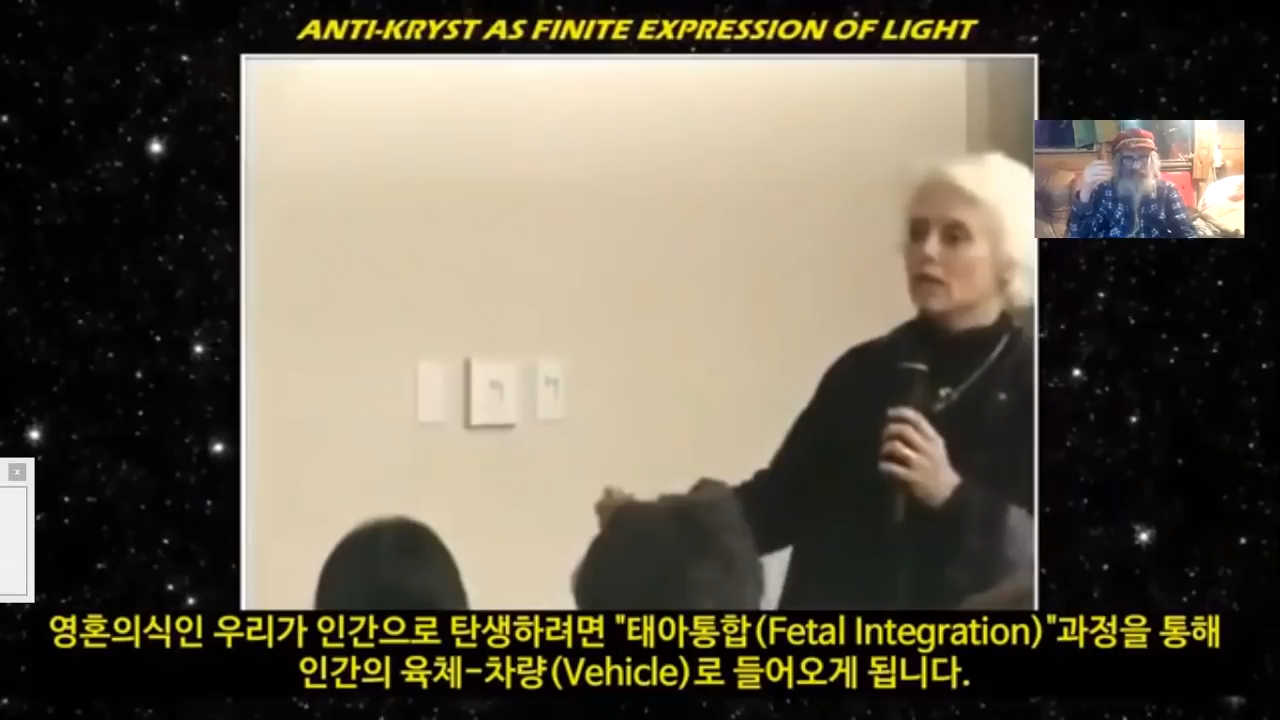 ANTI-KRYST AS FINITE EXPRESSION OF LIGHT
x
영혼의식인 우리가 인간으로 탄생하려면 "태아통합(Fetal Integration)"과정을 통해
인간의 육체-차량(Vehicle)로 들어오게 됩니다.